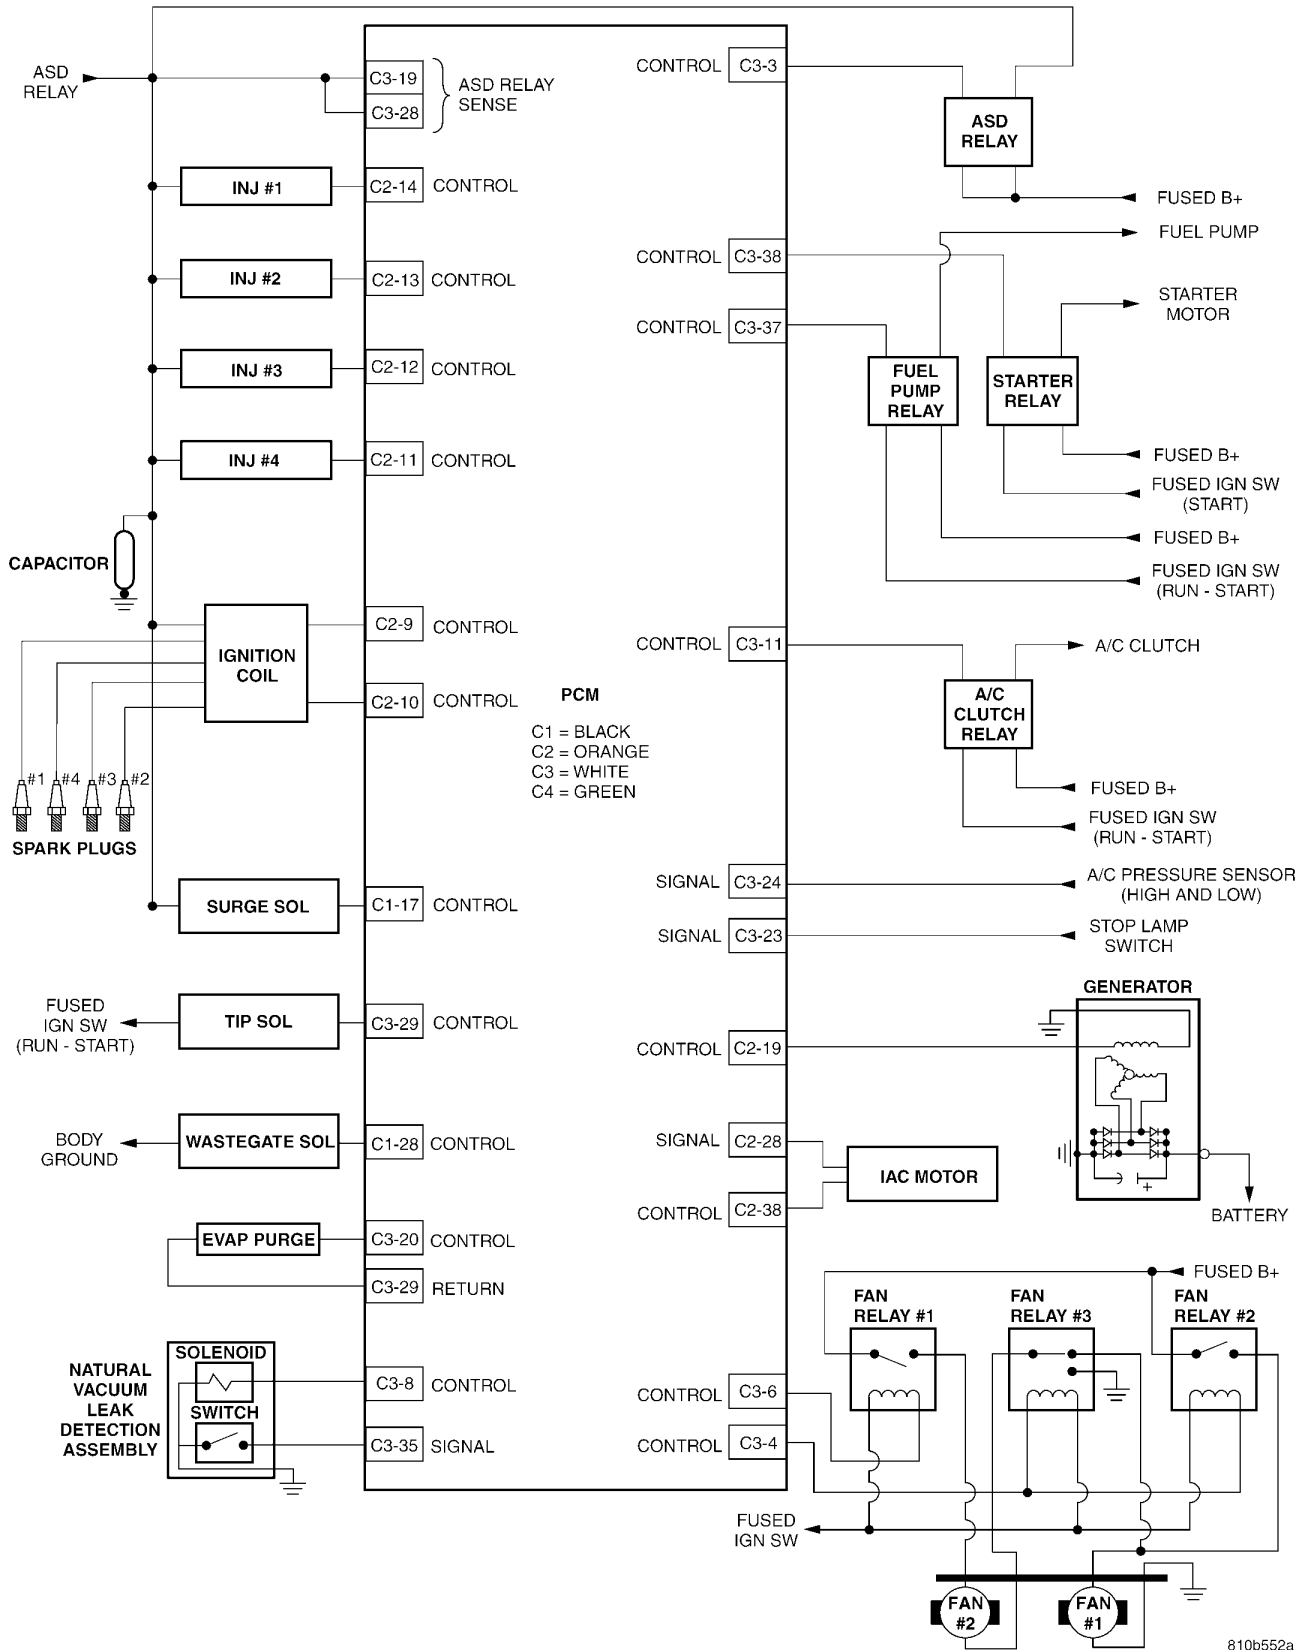 ASD
RELAY
C3-19
C3-28
ASD RELAY
SENSE
INJ #1
C2-14
CONTROL
INJ #2
C2-13
CONTROL
INJ #3
C2-12
CONTROL
INJ #4
C2-11
CONTROL
CAPACITOR
IGNITION
COIL
C2-9
CONTROL
C2-10
CONTROL
#1
#4
#3
#2
SPARK PLUGS
SURGE SOL
C1-17
CONTROL
FUSED
IGN SW
(RUN - START)
TIP SOL
C3-29
CONTROL
BODY
GROUND
WASTEGATE SOL
C1-28
CONTROL
EVAP PURGE
C3-20
CONTROL
C3-29
RETURN
NATURAL
VACUUM
LEAK
DETECTION
ASSEMBLY
SOLENOID
SWITCH
C3-8
CONTROL
C3-35
SIGNAL
PCM
C1 = BLACK
C2 = ORANGE
C3 = WHITE
C4 = GREEN
CONTROL
C3-3
ASD
RELAY
FUSED B+
FUEL PUMP
CONTROL
C3-38
STARTER
MOTOR
CONTROL
C3-37
FUEL
PUMP
RELAY
STARTER
RELAY
FUSED B+
FUSED IGN SW
(START)
FUSED B+
FUSED IGN SW
(RUN - START)
CONTROL
C3-11
A/C CLUTCH
A/C
CLUTCH
RELAY
FUSED B+
FUSED IGN SW
(RUN - START)
SIGNAL
C3-24
A/C PRESSURE SENSOR
(HIGH AND LOW)
SIGNAL
C3-23
STOP LAMP
SWITCH
GENERATOR
CONTROL
C2-19
+
BATTERY
SIGNAL
C2-28
CONTROL
C2-38
IAC MOTOR
FUSED B+
FAN
RELAY #1
FAN
RELAY #3
FAN
RELAY #2
CONTROL
C3-6
CONTROL
C3-4
FUSED
IGN SW
FAN
#2
FAN
#1
810b552a